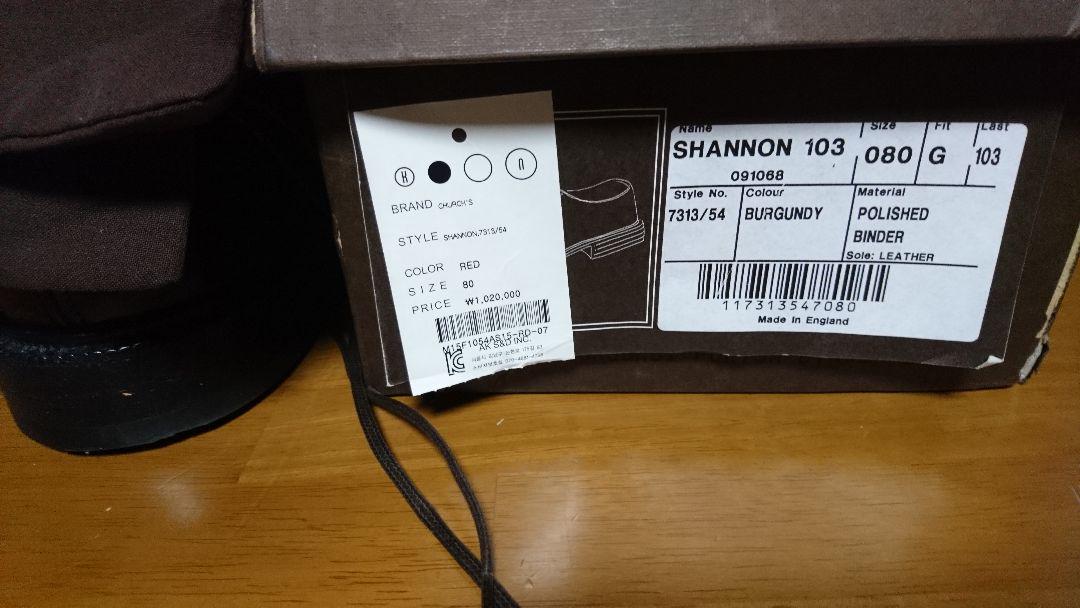 K n
BRAND CHURCH'S
STYLE SHANNON,7313/54
COLOR RED
SIZE 80
PRICE ₩1,020,000
M15F1054AS15-RD-07
AK S&D INC.
Name Size Fit Last
SHANNON 103 080 G 103
091068
Style No. Colour Material
7313/54 BURGUNDY POLISHED
BINDER
Sole: LEATHER
117313547080
Made in England